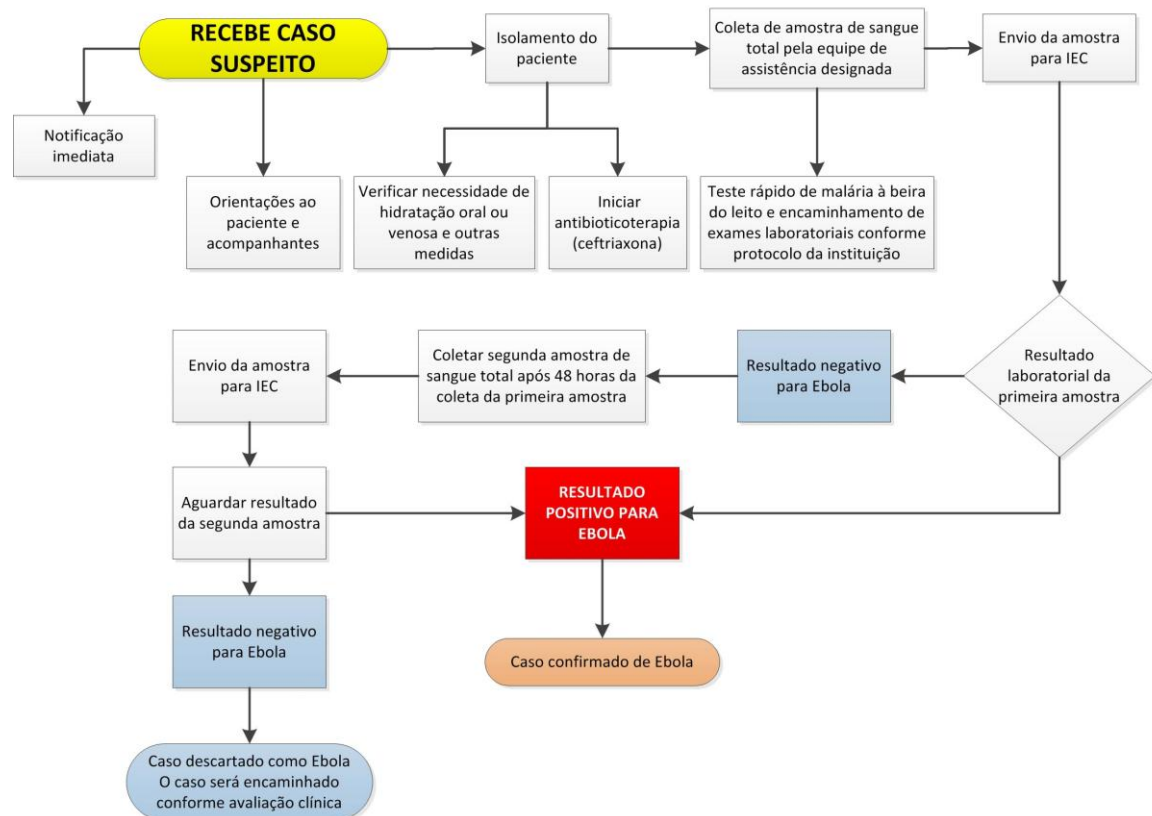 RECEBE CASO
SUSPEITO
Isolamento do
paciente
Coleta de amostra de sangue
total pela equipe de
assistência designada
Envio da amostra
para IEC
Notificação
imediata
Orientações ao
paciente e
acompanhantes
Verificar necessidade de
hidratação oral ou
venosa e outras
medidas
Iniciar
antibioticoterapia
(ceftriaxona)
Teste rápido de malária à beira
do leito e encaminhamento de
exames laboratoriais conforme
protocolo da instituição
Resultado
laboratorial da
primeira amostra
Resultado negativo
para Ebola
Coletar segunda amostra de
sangue total após 48 horas da
coleta da primeira amostra
Envio da amostra
para IEC
Aguardar resultado
da segunda amostra
RESULTADO
POSITIVO PARA
EBOLA
Resultado negativo
para Ebola
Caso confirmado de Ebola
Caso descartado como Ebola
O caso será encaminhado
conforme avaliação clínica